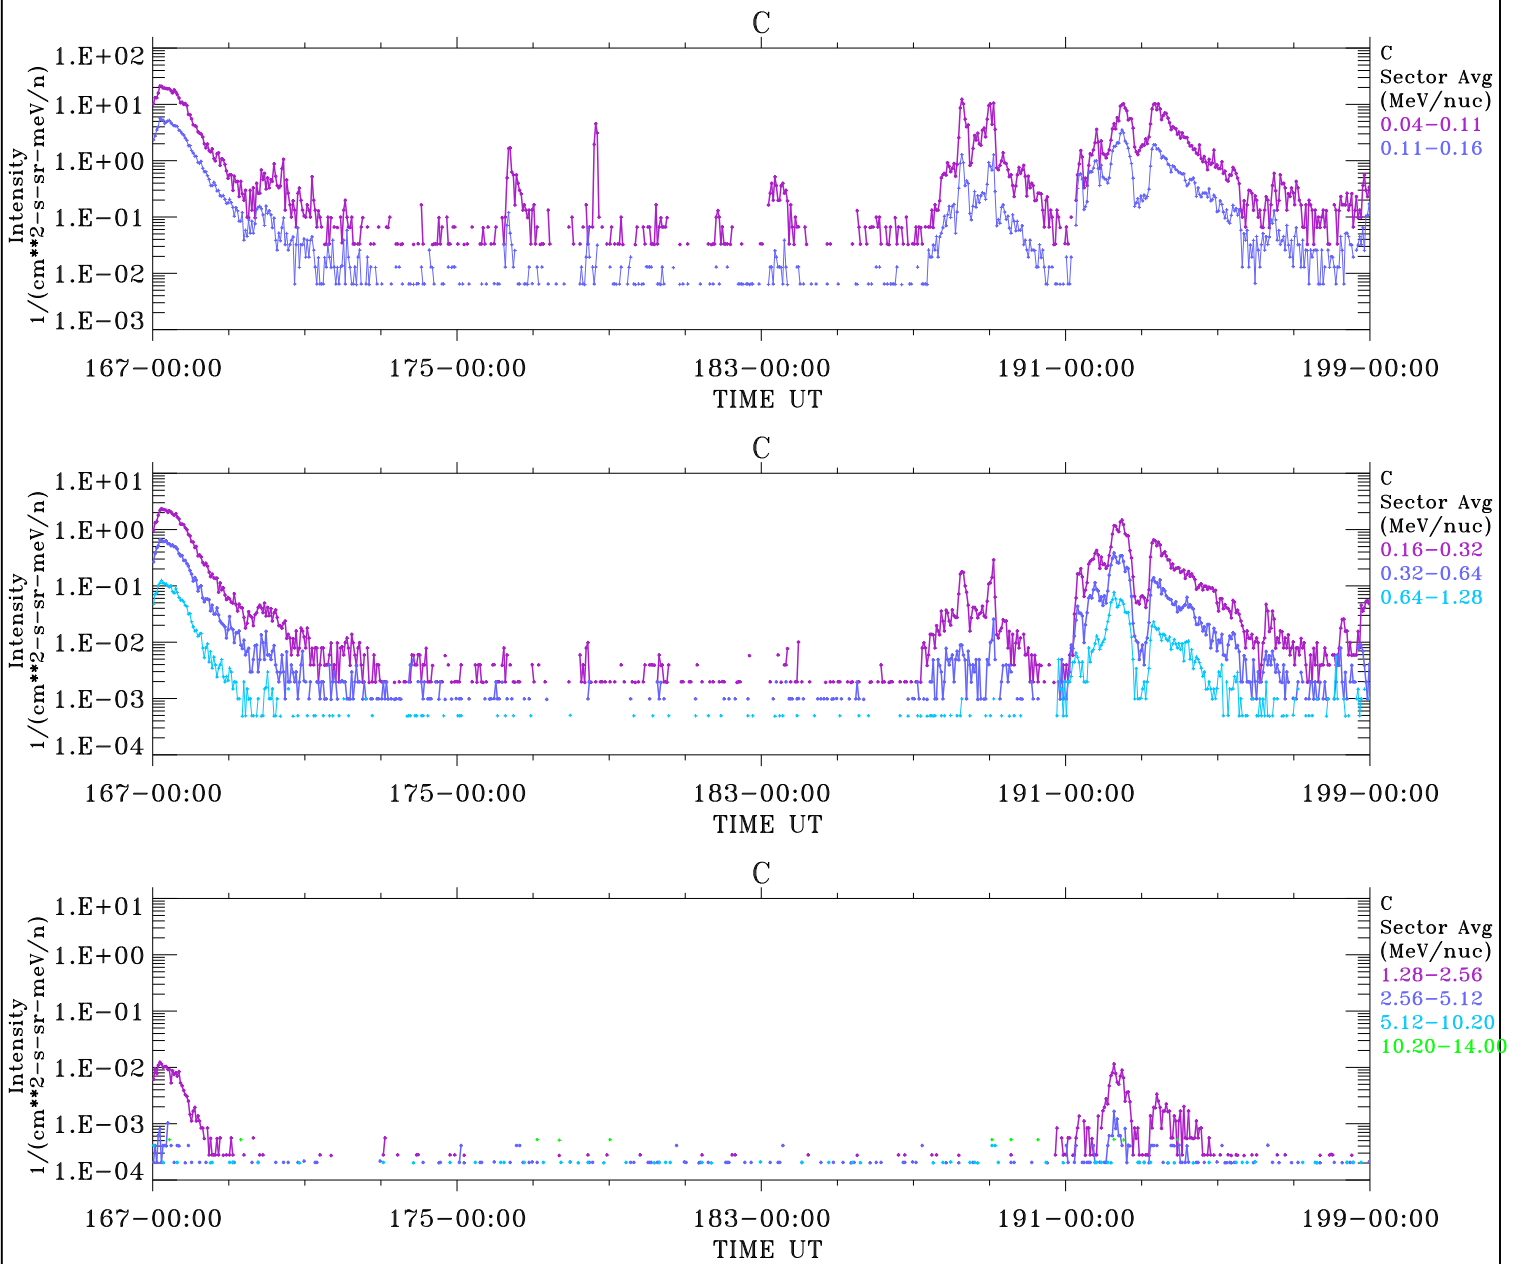 C
1.E+02
1.E+01
1.E+00
1.E-01
1.E-02
1.E-03
Intensity
1/(cm**2-s-sr-meV/n)
167-00:00 175-00:00 183-00:00 191-00:00 199-00:00
TIME UT
C
Sector Avg
(MeV/nuc)
0.04-0.11
0.11-0.16
C
1.E+01
1.E+00
1.E-01
1.E-02
1.E-03
1.E-04
Intensity
1/(cm**2-s-sr-meV/n)
167-00:00 175-00:00 183-00:00 191-00:00 199-00:00
TIME UT
C
Sector Avg
(MeV/nuc)
0.16-0.32
0.32-0.64
0.64-1.28
C
1.E+01
1.E+00
1.E-01
1.E-02
1.E-03
1.E-04
Intensity
1/(cm**2-s-sr-meV/n)
167-00:00 175-00:00 183-00:00 191-00:00 199-00:00
TIME UT
C
Sector Avg
(MeV/nuc)
1.28-2.56
2.56-5.12
5.12-10.20
10.20-14.00